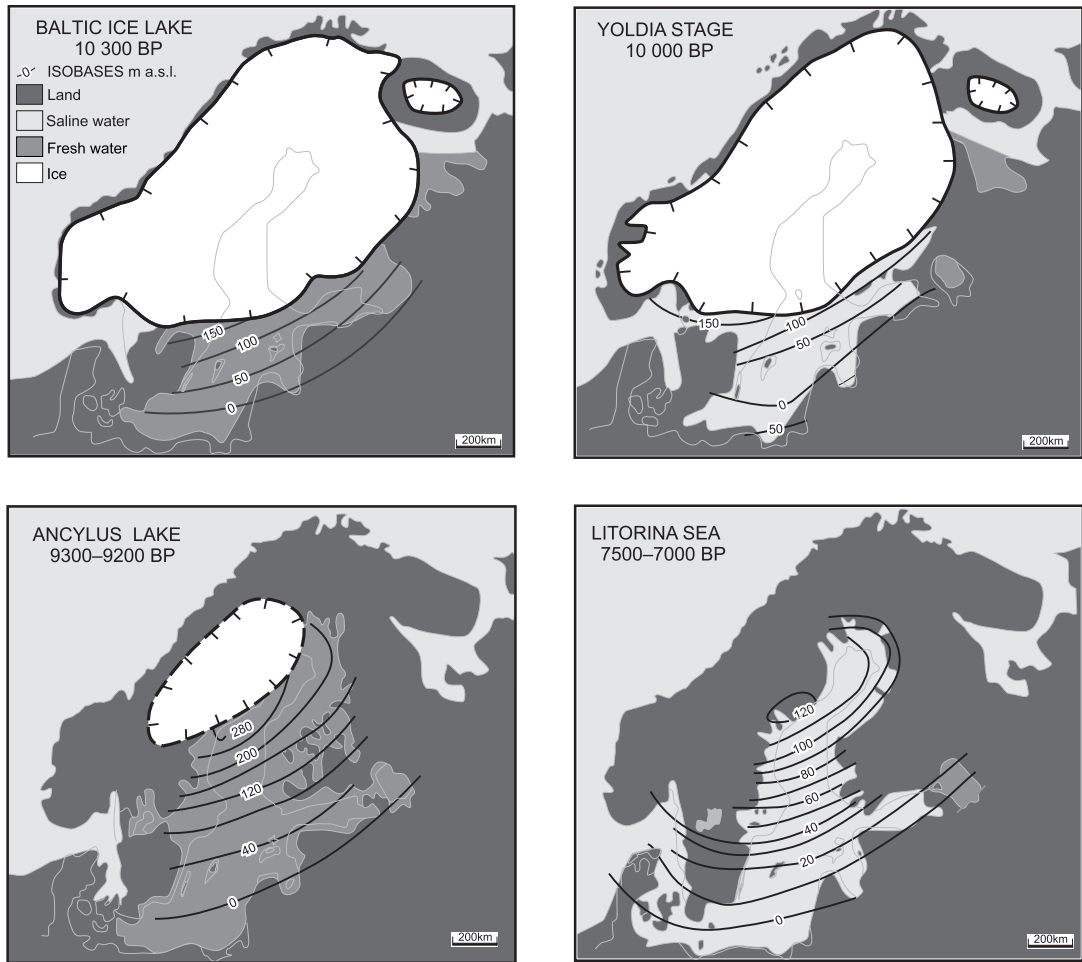 BALTIC ICE LAKE
10 300 BP
-0- ISOBASES m a.s.l.
Land
Saline water
Fresh water
Ice
150
100
50
0
200km
YOLDIA STAGE
10 000 BP
150
100
50
0
50
200km
ANCYLUS LAKE
9300–9200 BP
280
200
120
40
0
200km
LITORINA SEA
7500–7000 BP
120
100
80
60
40
20
0
200km